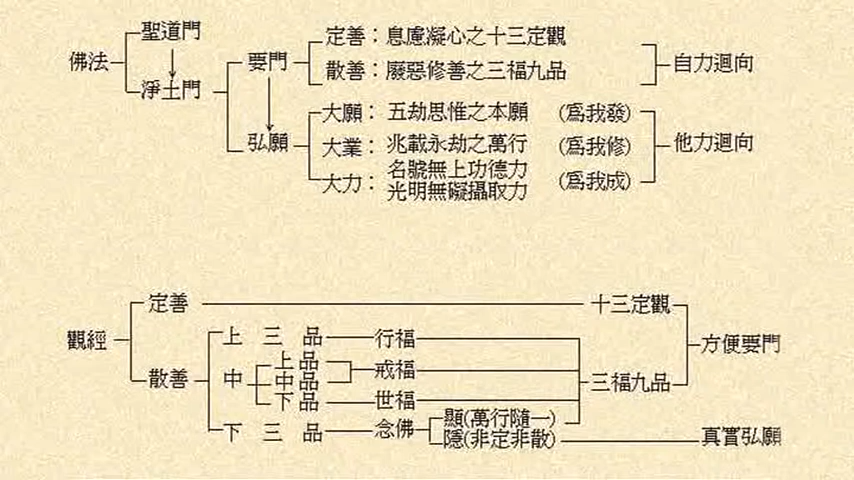 佛法
聖道門
淨土門
要門
定善：息慮凝心之十三定觀
散善：廢惡修善之三福九品
自力迴向
弘願
大願：五劫思惟之本願 (為我發)
大業：兆載永劫之萬行 (為我修)
大力：名號無上功德力
光明無礙攝取力 (為我成)
他力迴向
觀經
定善
十三定觀
散善
上三品
行福
中
上品
中品
戒福
下品
世福
下三品
念佛
顯(萬行隨一)
隱(非定非散)
三福九品
方便要門
真實弘願